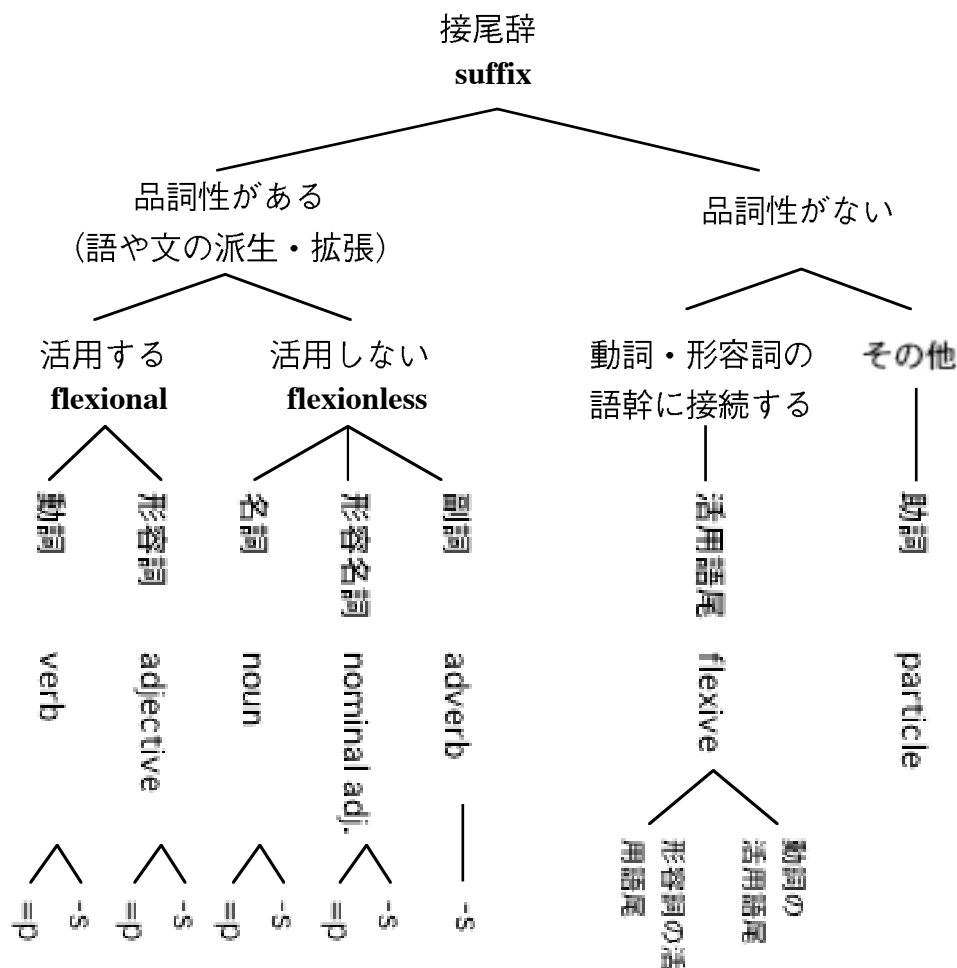 接尾辞
suffix
品詞性がある
(語や文の派生・拡張)
品詞性がない
活用する
flexional
活用しない
flexionless
動詞・形容詞の
語幹に接続する
その他
動詞 verb
形容詞 adjective
名詞 noun
形容名詞 nominal adj.
副詞 adverb
活用語尾 flexive
助詞 particle
=p
-s
=p
-s
=p
-s
=p
-s
-s
形容詞の活
用語尾
動詞の
活用語尾